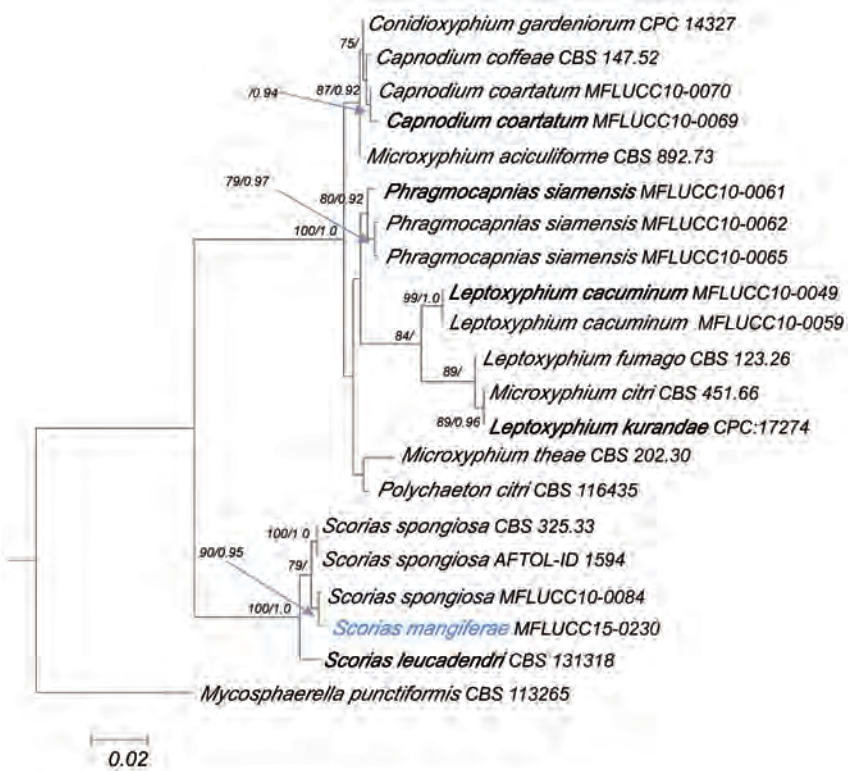 Conidioxyphium gardeniorum CPC 14327
75/
Capnodium coffeae CBS 147.52
87/0.92
/0.94
Capnodium coartatum MFLUCC10-0070
Capnodium coartatum MFLUCC10-0069
Microxyphium aciculiforme CBS 892.73
79/0.97
80/0.92
Phragmocapnias siamensis MFLUCC10-0061
Phragmocapnias siamensis MFLUCC10-0062
100/1.0
Phragmocapnias siamensis MFLUCC10-0065
99/1.0
Leptoxyphium cacuminum MFLUCC10-0049
Leptoxyphium cacuminum MFLUCC10-0059
84/
Leptoxyphium fumago CBS 123.26
89/
Microxyphium citri CBS 451.66
89/0.96
Leptoxyphium kurandae CPC:17274
Microxyphium theae CBS 202.30
Polychaeton citri CBS 116435
Scorias spongiosa CBS 325.33
100/1.0
90/0.95
Scorias spongiosa AFTOL-ID 1594
79/
Scorias spongiosa MFLUCC10-0084
100/1.0
Scorias mangiferae MFLUCC15-0230
Scorias leucadendri CBS 131318
Mycosphaerella punctiformis CBS 113265
0.02